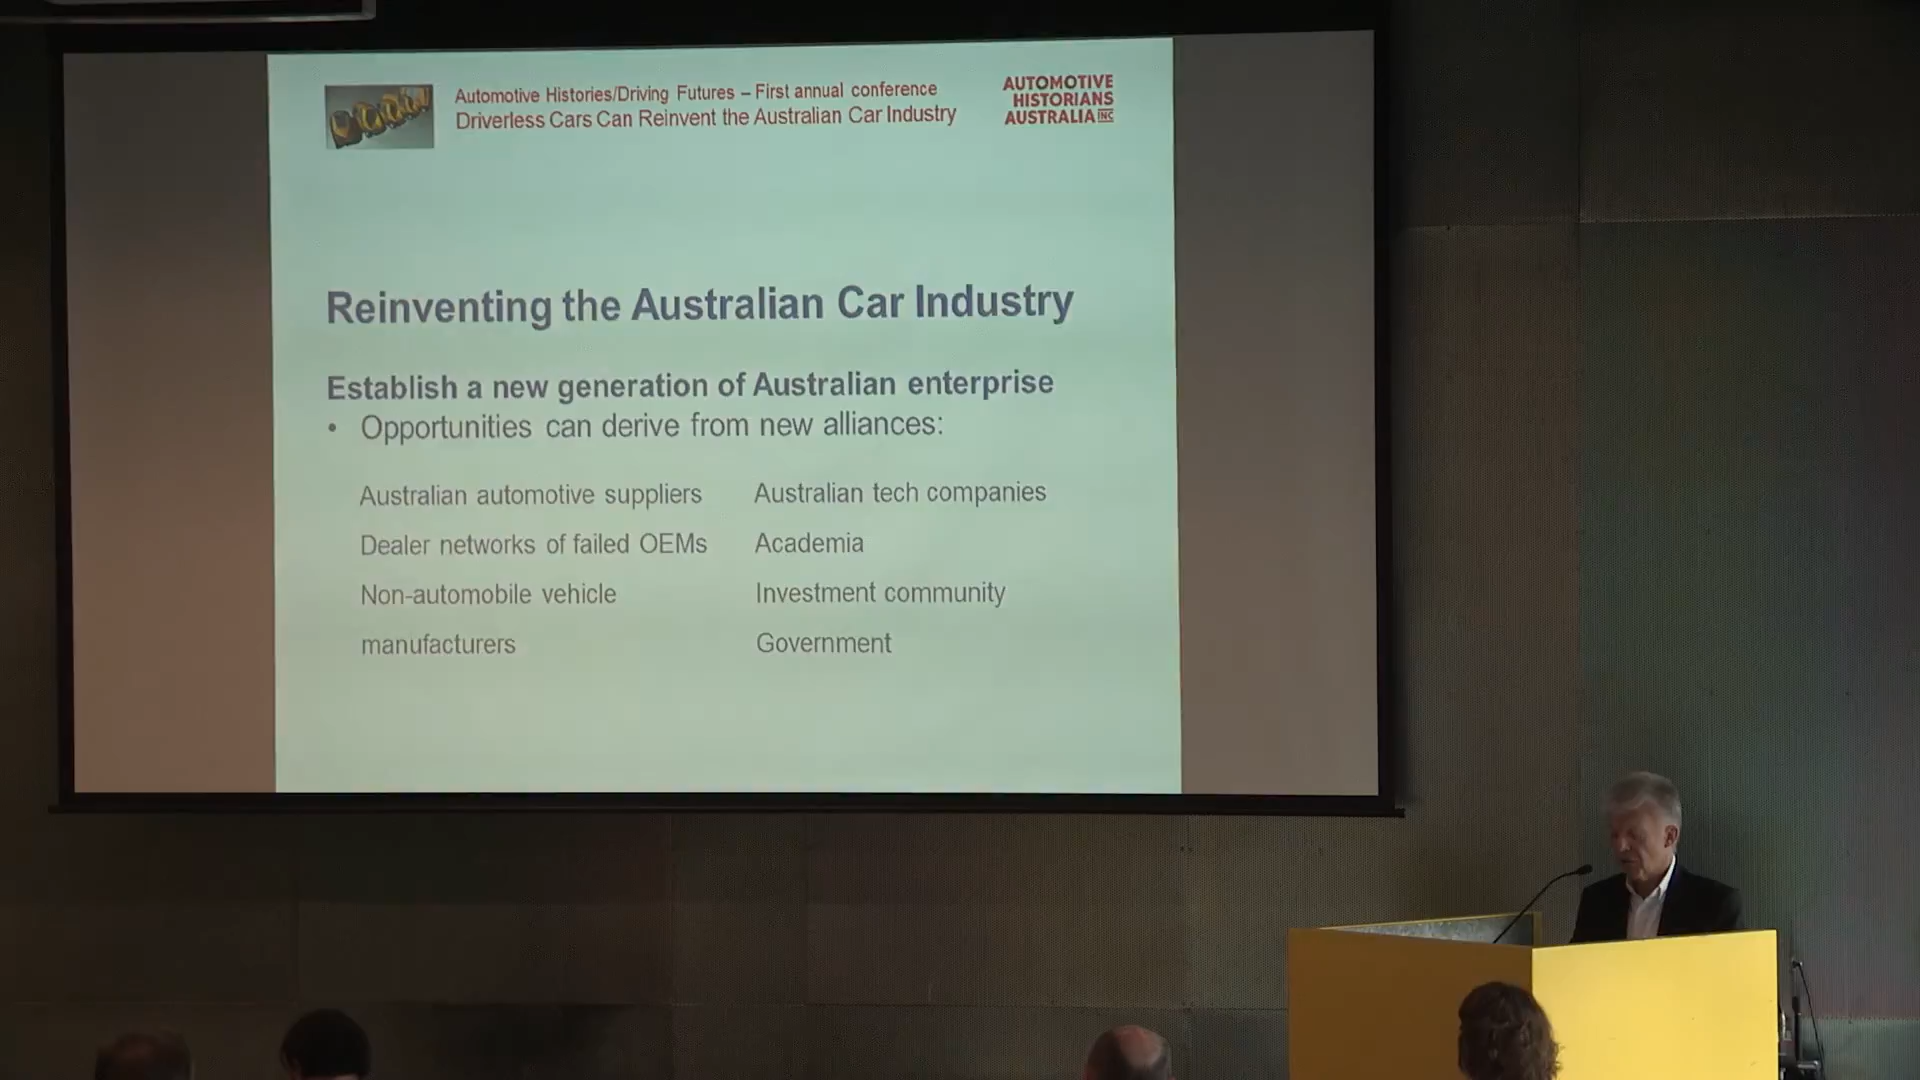 Automotive Histories/Driving Futures – First annual conference
Driverless Cars Can Reinvent the Australian Car Industry
AUTOMOTIVE
HISTORIANS
AUSTRALIA INC
Reinventing the Australian Car Industry
Establish a new generation of Australian enterprise
• Opportunities can derive from new alliances:
Australian automotive suppliers
Dealer networks of failed OEMs
Non-automobile vehicle
manufacturers
Australian tech companies
Academia
Investment community
Government